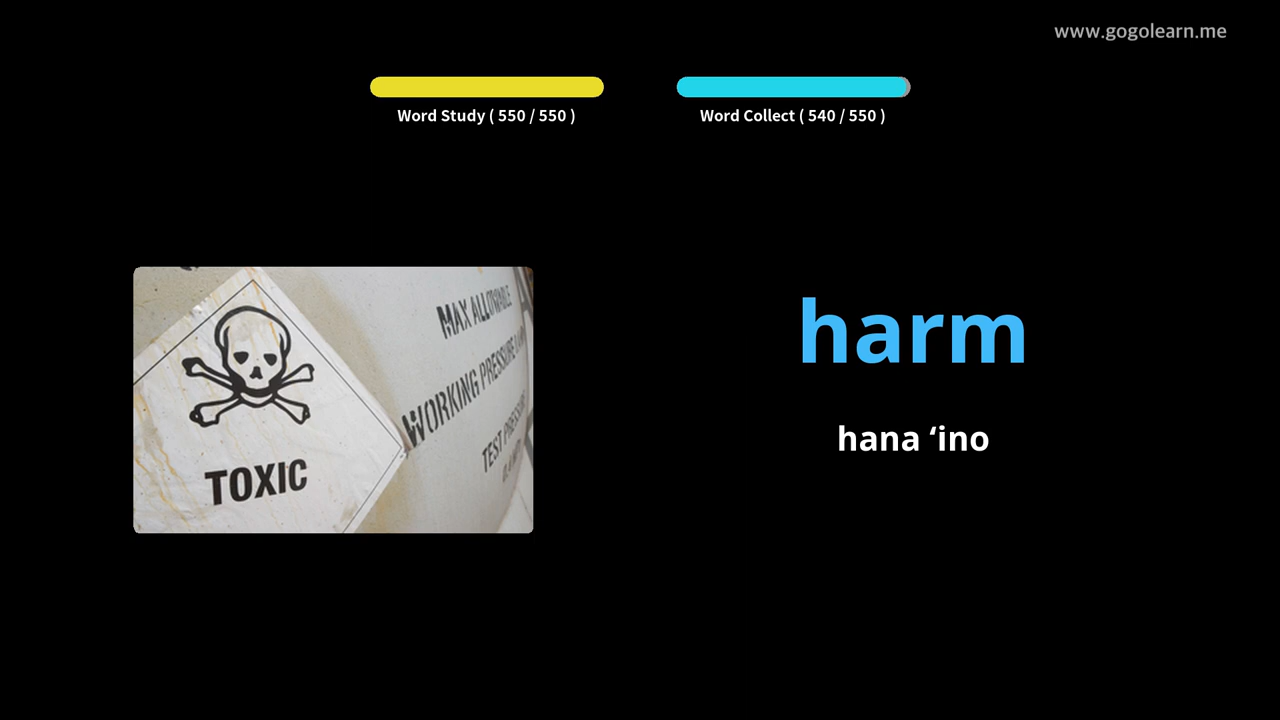 www.gogolearn.me
Word Study ( 550 / 550 )
Word Collect ( 540 / 550 )
MAX ALLOWABLE
WORKING PRESSURE
TEST PRESSURE
TOXIC
harm
hana ʻino